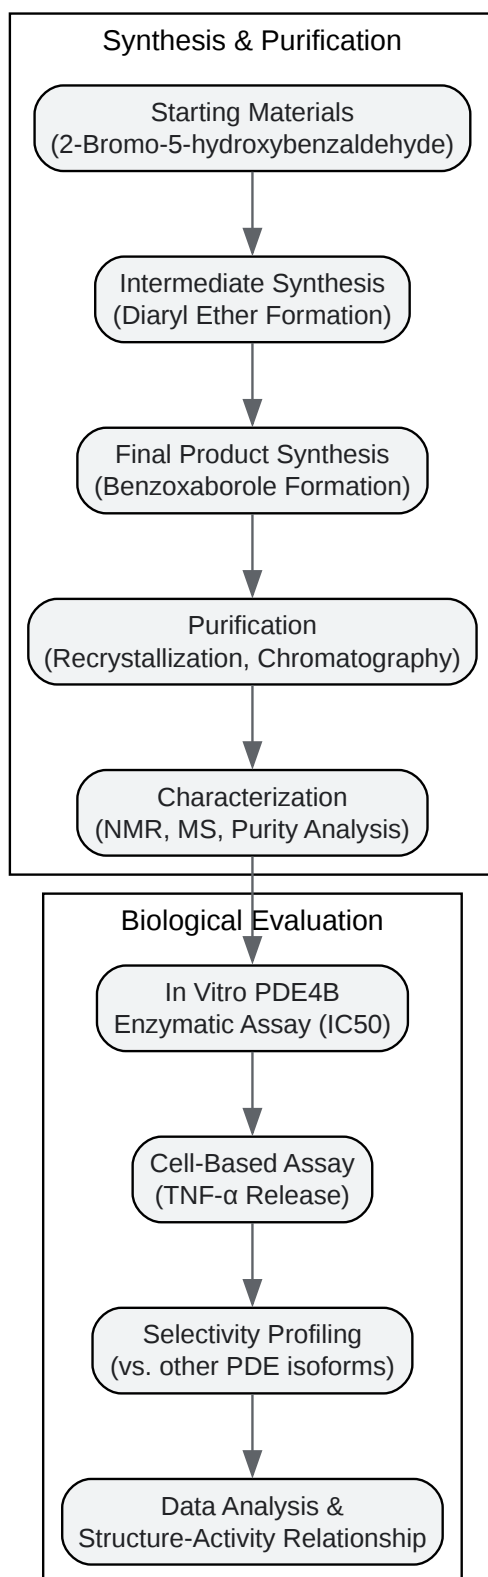 Synthesis & Purification
Starting Materials
(2-Bromo-5-hydroxybenzaldehyde)
Intermediate Synthesis
(Diaryl Ether Formation)
Final Product Synthesis
(Benzoxaborole Formation)
Purification
(Recrystallization, Chromatography)
Characterization
(NMR, MS, Purity Analysis)
Biological Evaluation
In Vitro PDE4B
Enzymatic Assay (IC50)
Cell-Based Assay
(TNF-α Release)
Selectivity Profiling
(vs. other PDE isoforms)
Data Analysis &
Structure-Activity Relationship